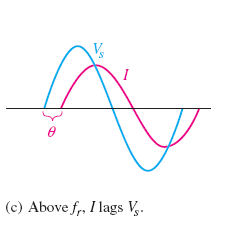 Vs
I
θ
(c) Above fr, I lags Vs.